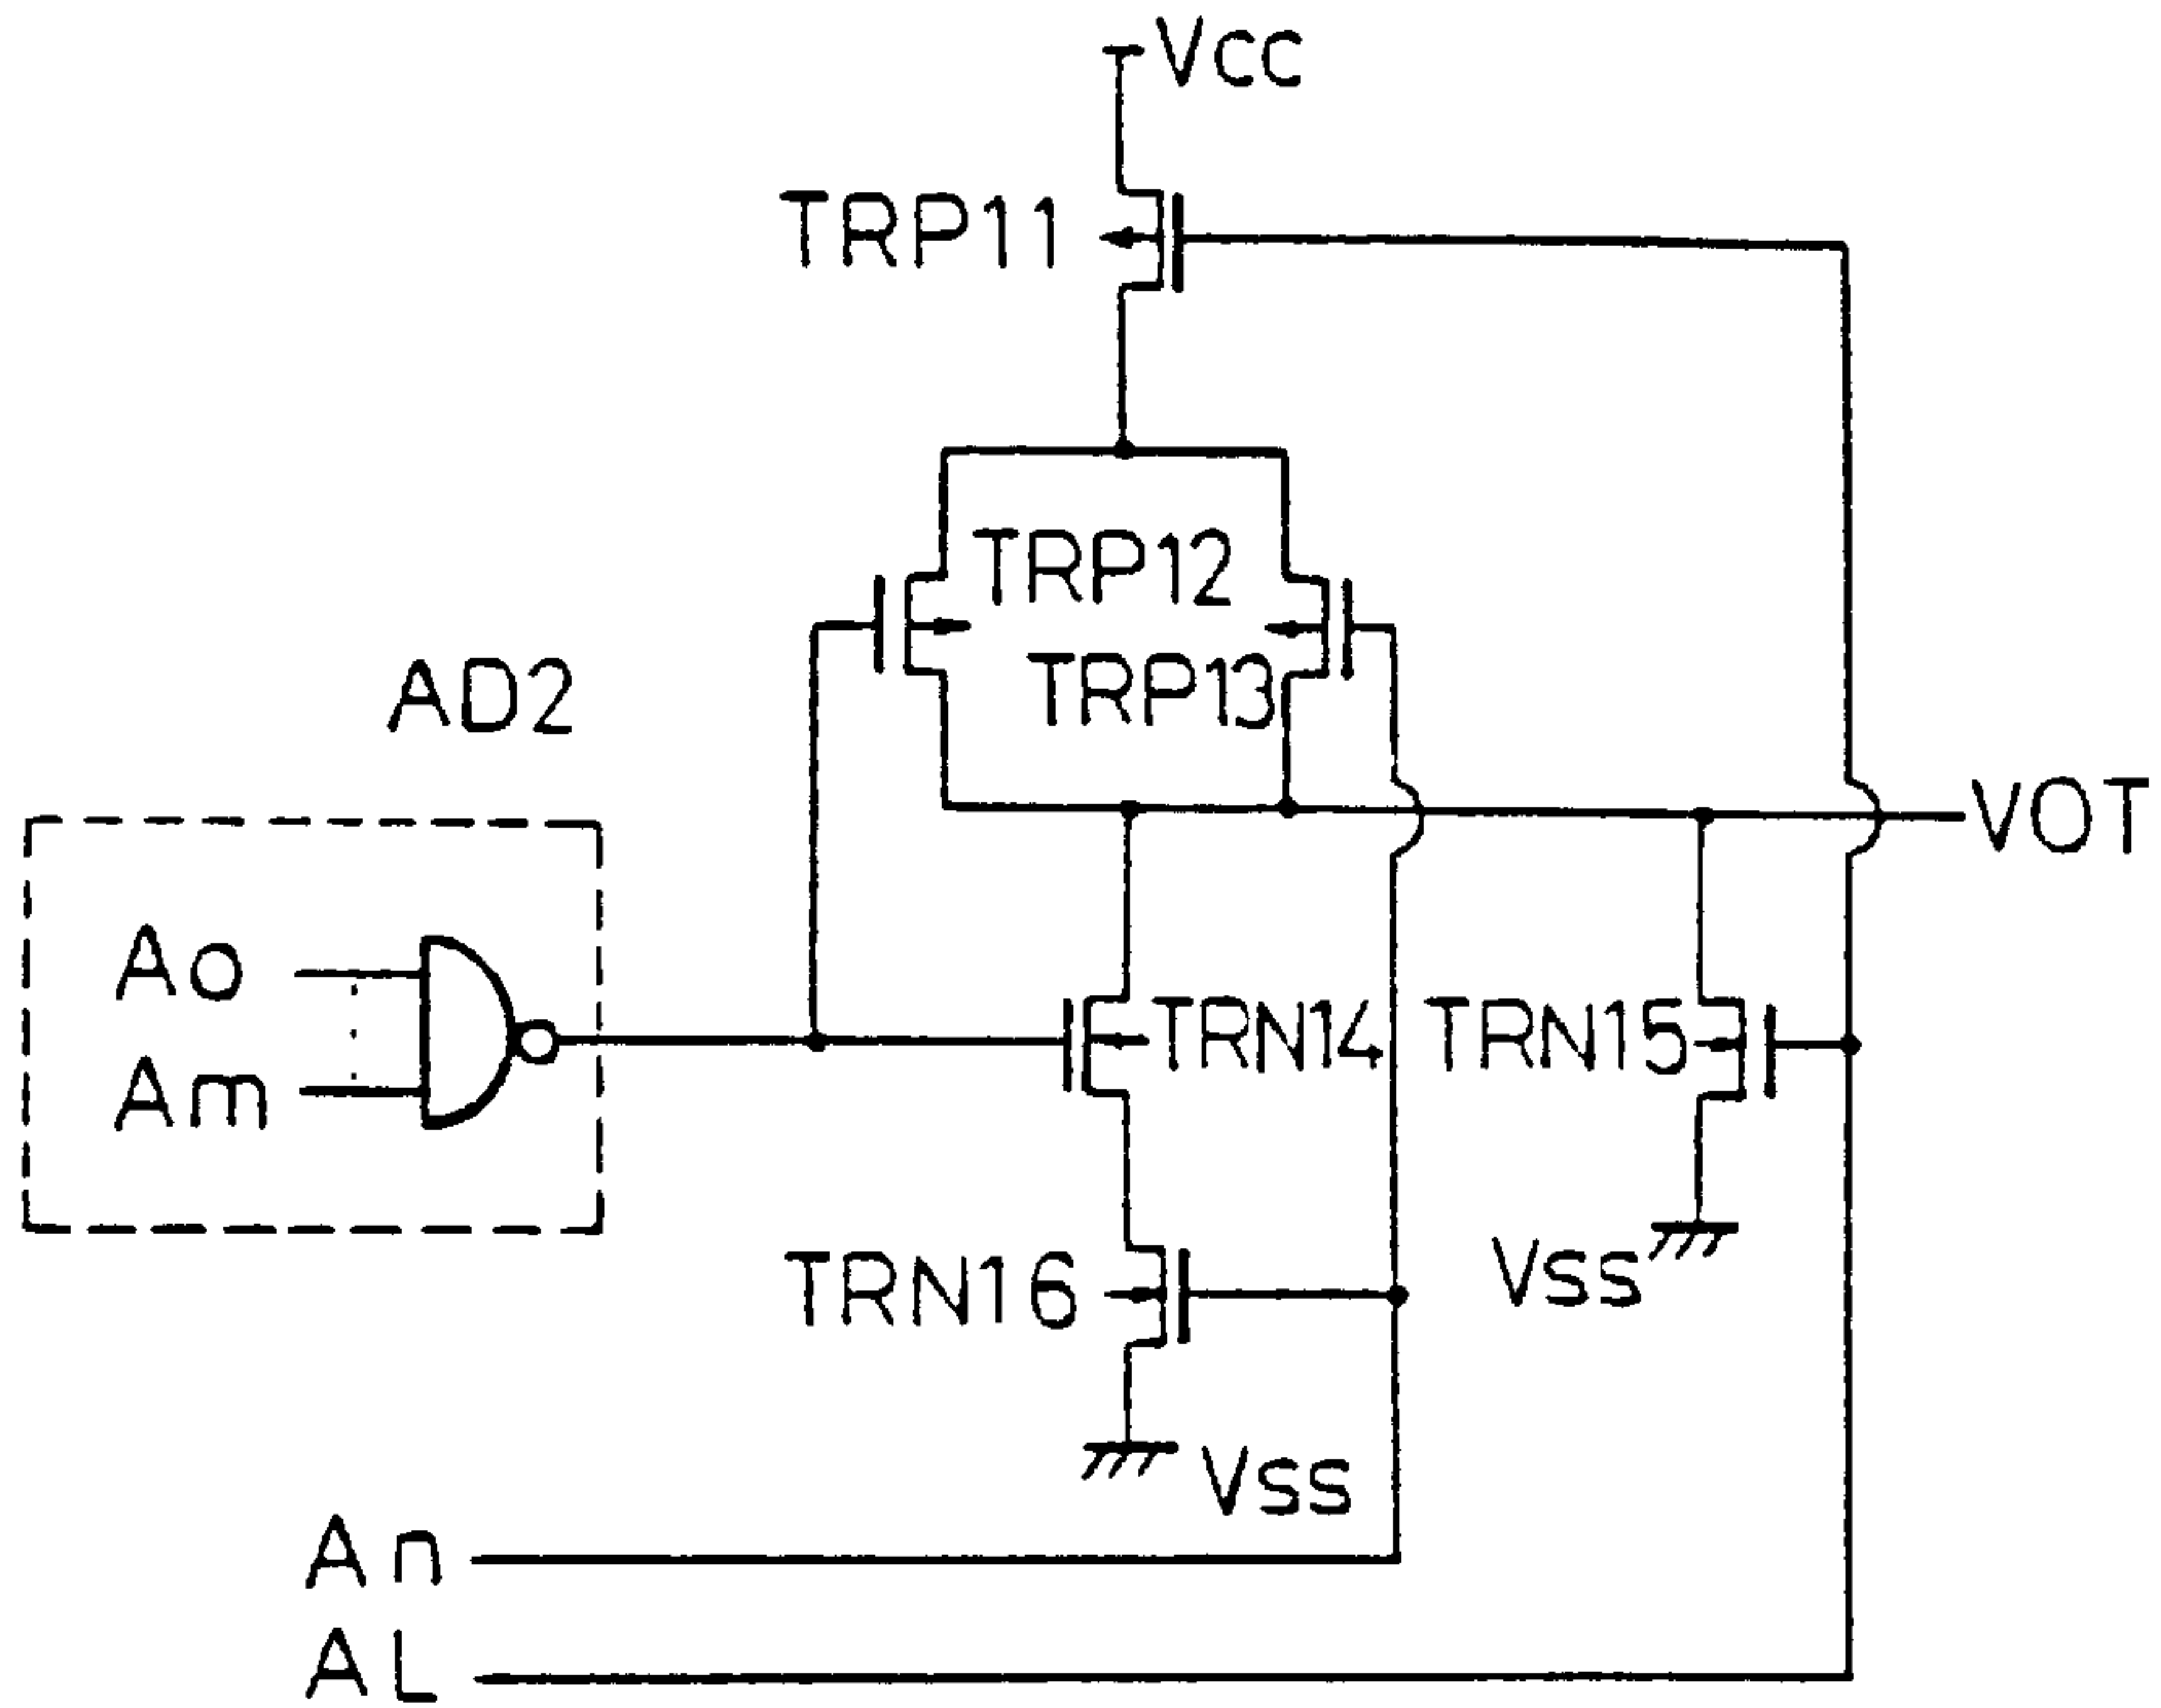 Vcc
TRP11
TRP12
TRP13
AD2
VOT
Ao
Am
TRN14
TRN15
TRN16
Vss
Vss
An
AL